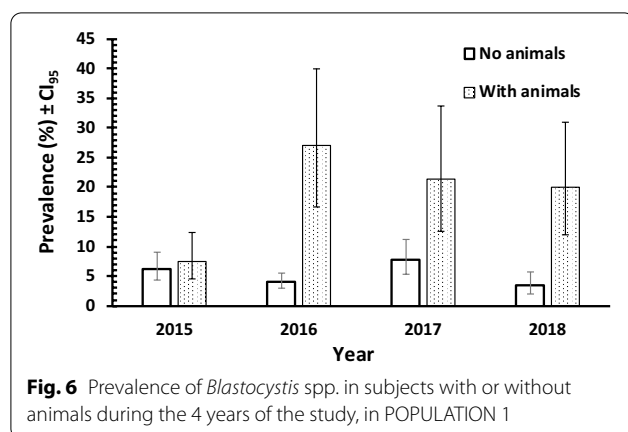 45
40
35
30
25
20
15
10
5
0
Prevalence (%) ± CI95
No animals
With animals
2015 2016 2017 2018
Year
Fig. 6 Prevalence of Blastocystis spp. in subjects with or without
animals during the 4 years of the study, in POPULATION 1